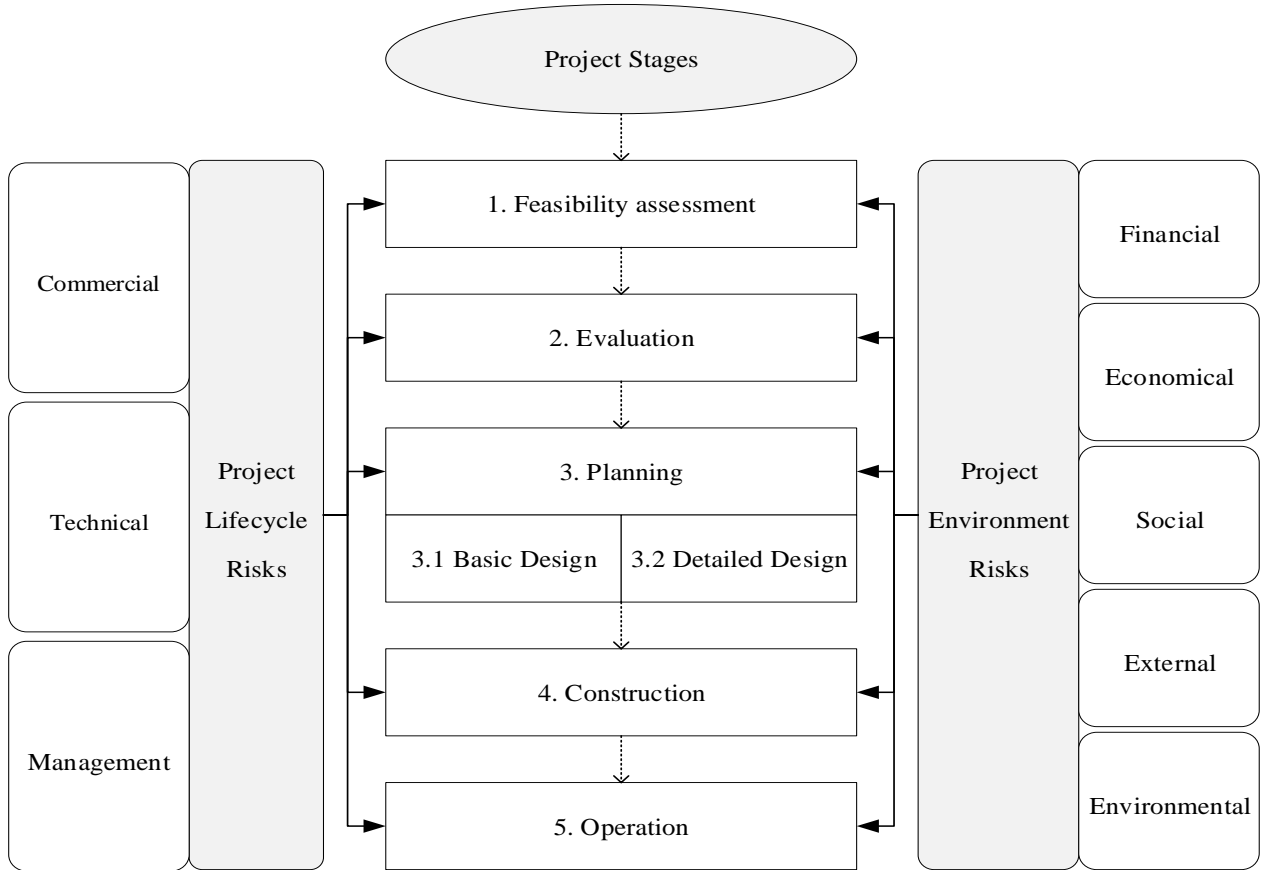 Project Stages
1. Feasibility assessment
2. Evaluation
3. Planning
3.1 Basic Design
3.2 Detailed Design
4. Construction
5. Operation
Commercial
Technical
Management
Project
Lifecycle
Risks
Project
Environment
Risks
Financial
Economical
Social
External
Environmental